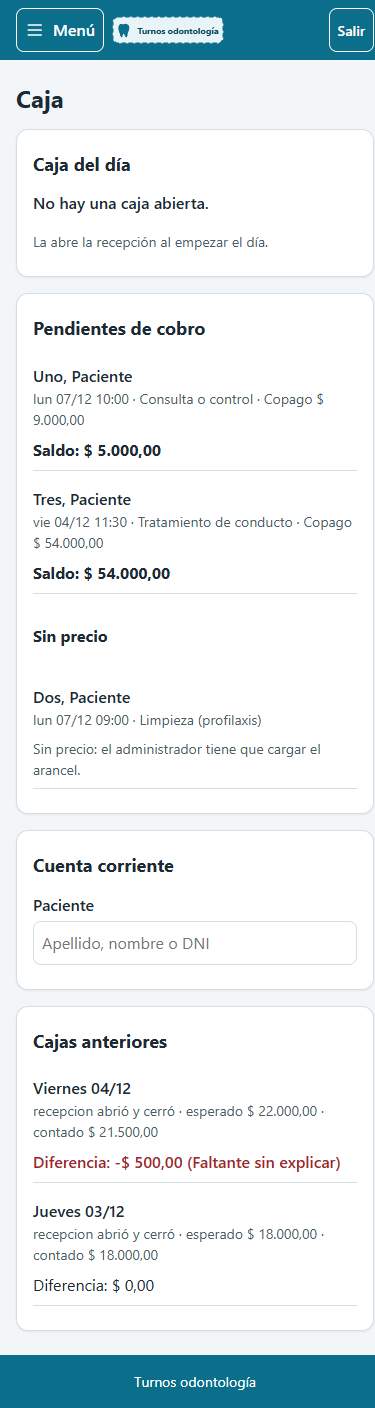 Menú
Turnos odontología
Salir
Caja
Caja del día
No hay una caja abierta.
La abre la recepción al empezar el día.
Pendientes de cobro
Uno, Paciente
lun 07/12 10:00 · Consulta o control · Copago $
9.000,00
Saldo: $ 5.000,00
Tres, Paciente
vie 04/12 11:30 · Tratamiento de conducto · Copago
$ 54.000,00
Saldo: $ 54.000,00
Sin precio
Dos, Paciente
lun 07/12 09:00 · Limpieza (profilaxis)
Sin precio: el administrador tiene que cargar el
arancel.
Cuenta corriente
Paciente
Apellido, nombre o DNI
Cajas anteriores
Viernes 04/12
recepcion abrió y cerró · esperado $ 22.000,00 ·
contado $ 21.500,00
Diferencia: -$ 500,00 (Faltante sin explicar)
Jueves 03/12
recepcion abrió y cerró · esperado $ 18.000,00 ·
contado $ 18.000,00
Diferencia: $ 0,00
Turnos odontología